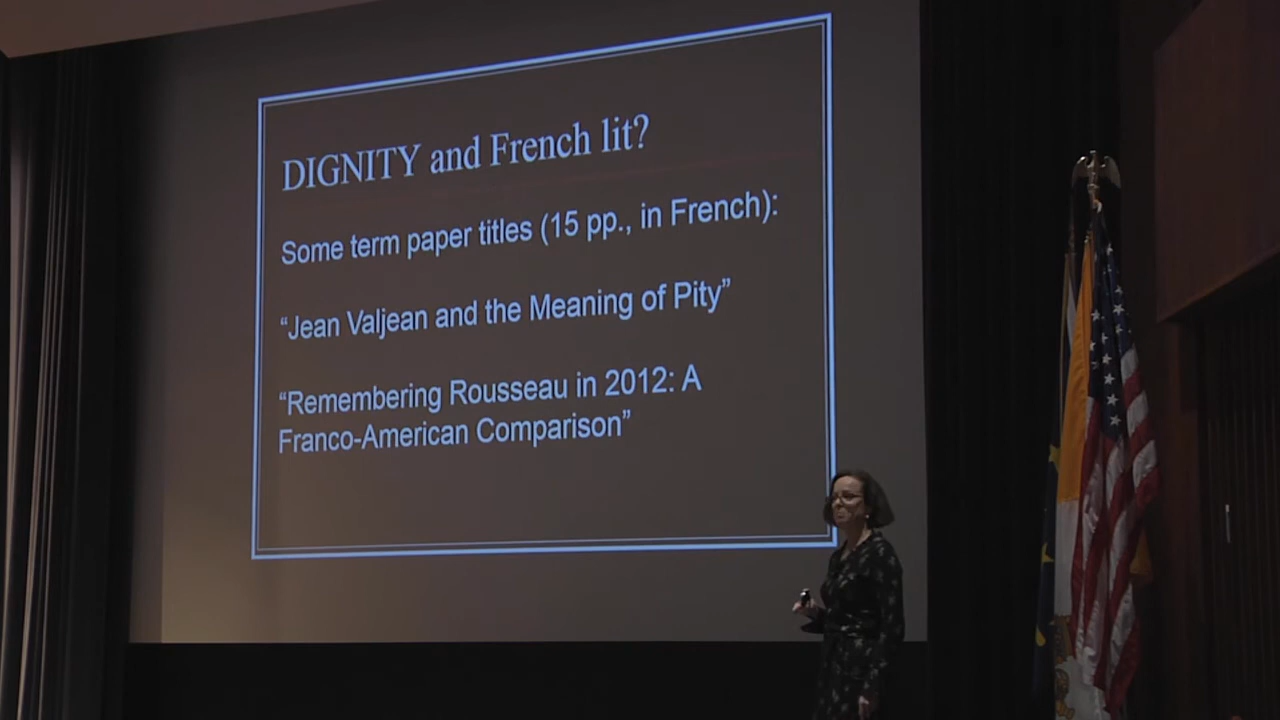 DIGNITY and French lit?
Some term paper titles (15 pp., in French):
“Jean Valjean and the Meaning of Pity”
“Remembering Rousseau in 2012: A
Franco-American Comparison”